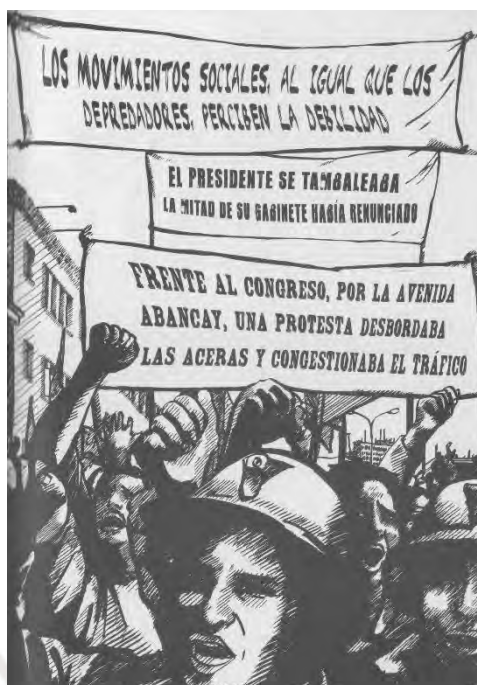 LOS MOVIMIENTOS SOCIALES, AL IGUAL QUE LOS
DEPREDADORES, PERCIBEN LA DEBILIDAD
EL PRESIDENTE SE TAMBALEABA
LA MITAD DE SU GABINETE HABÍA RENUNCIADO
FRENTE AL CONGRESO, POR LA AVENIDA
ABANCAY, UNA PROTESTA DESBORDABA
LAS ACERAS Y CONGESTIONABA EL TRÁFICO